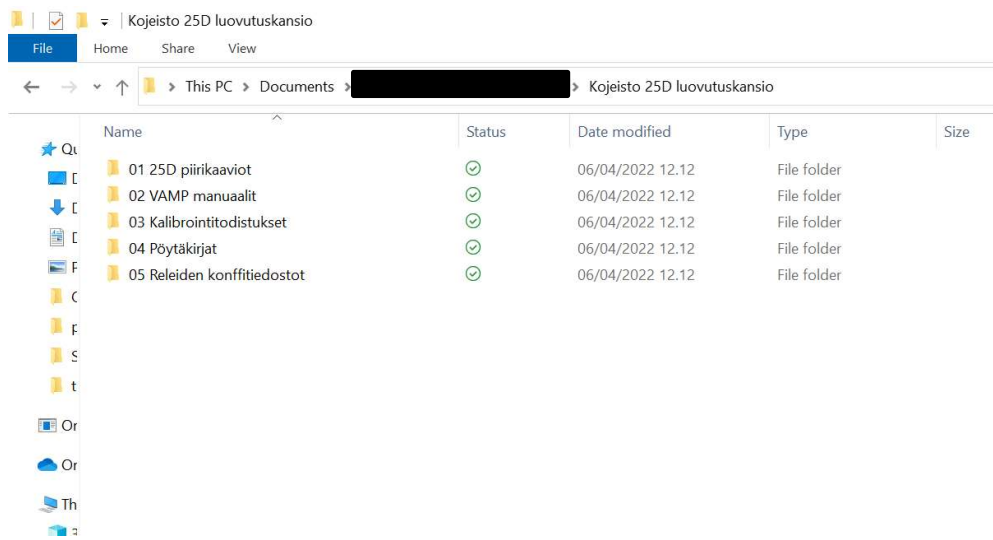 Kojeisto 25D luovutuskansio
File Home Share View
This PC Documents Kojeisto 25D luovutuskansio
Name Status Date modified Type Size
01 25D piirikaaviot 06/04/2022 12.12 File folder
02 VAMP manuaalit 06/04/2022 12.12 File folder
03 Kalibrointitodistukset 06/04/2022 12.12 File folder
04 Pöytäkirjat 06/04/2022 12.12 File folder
05 Releiden konffitiedostot 06/04/2022 12.12 File folder